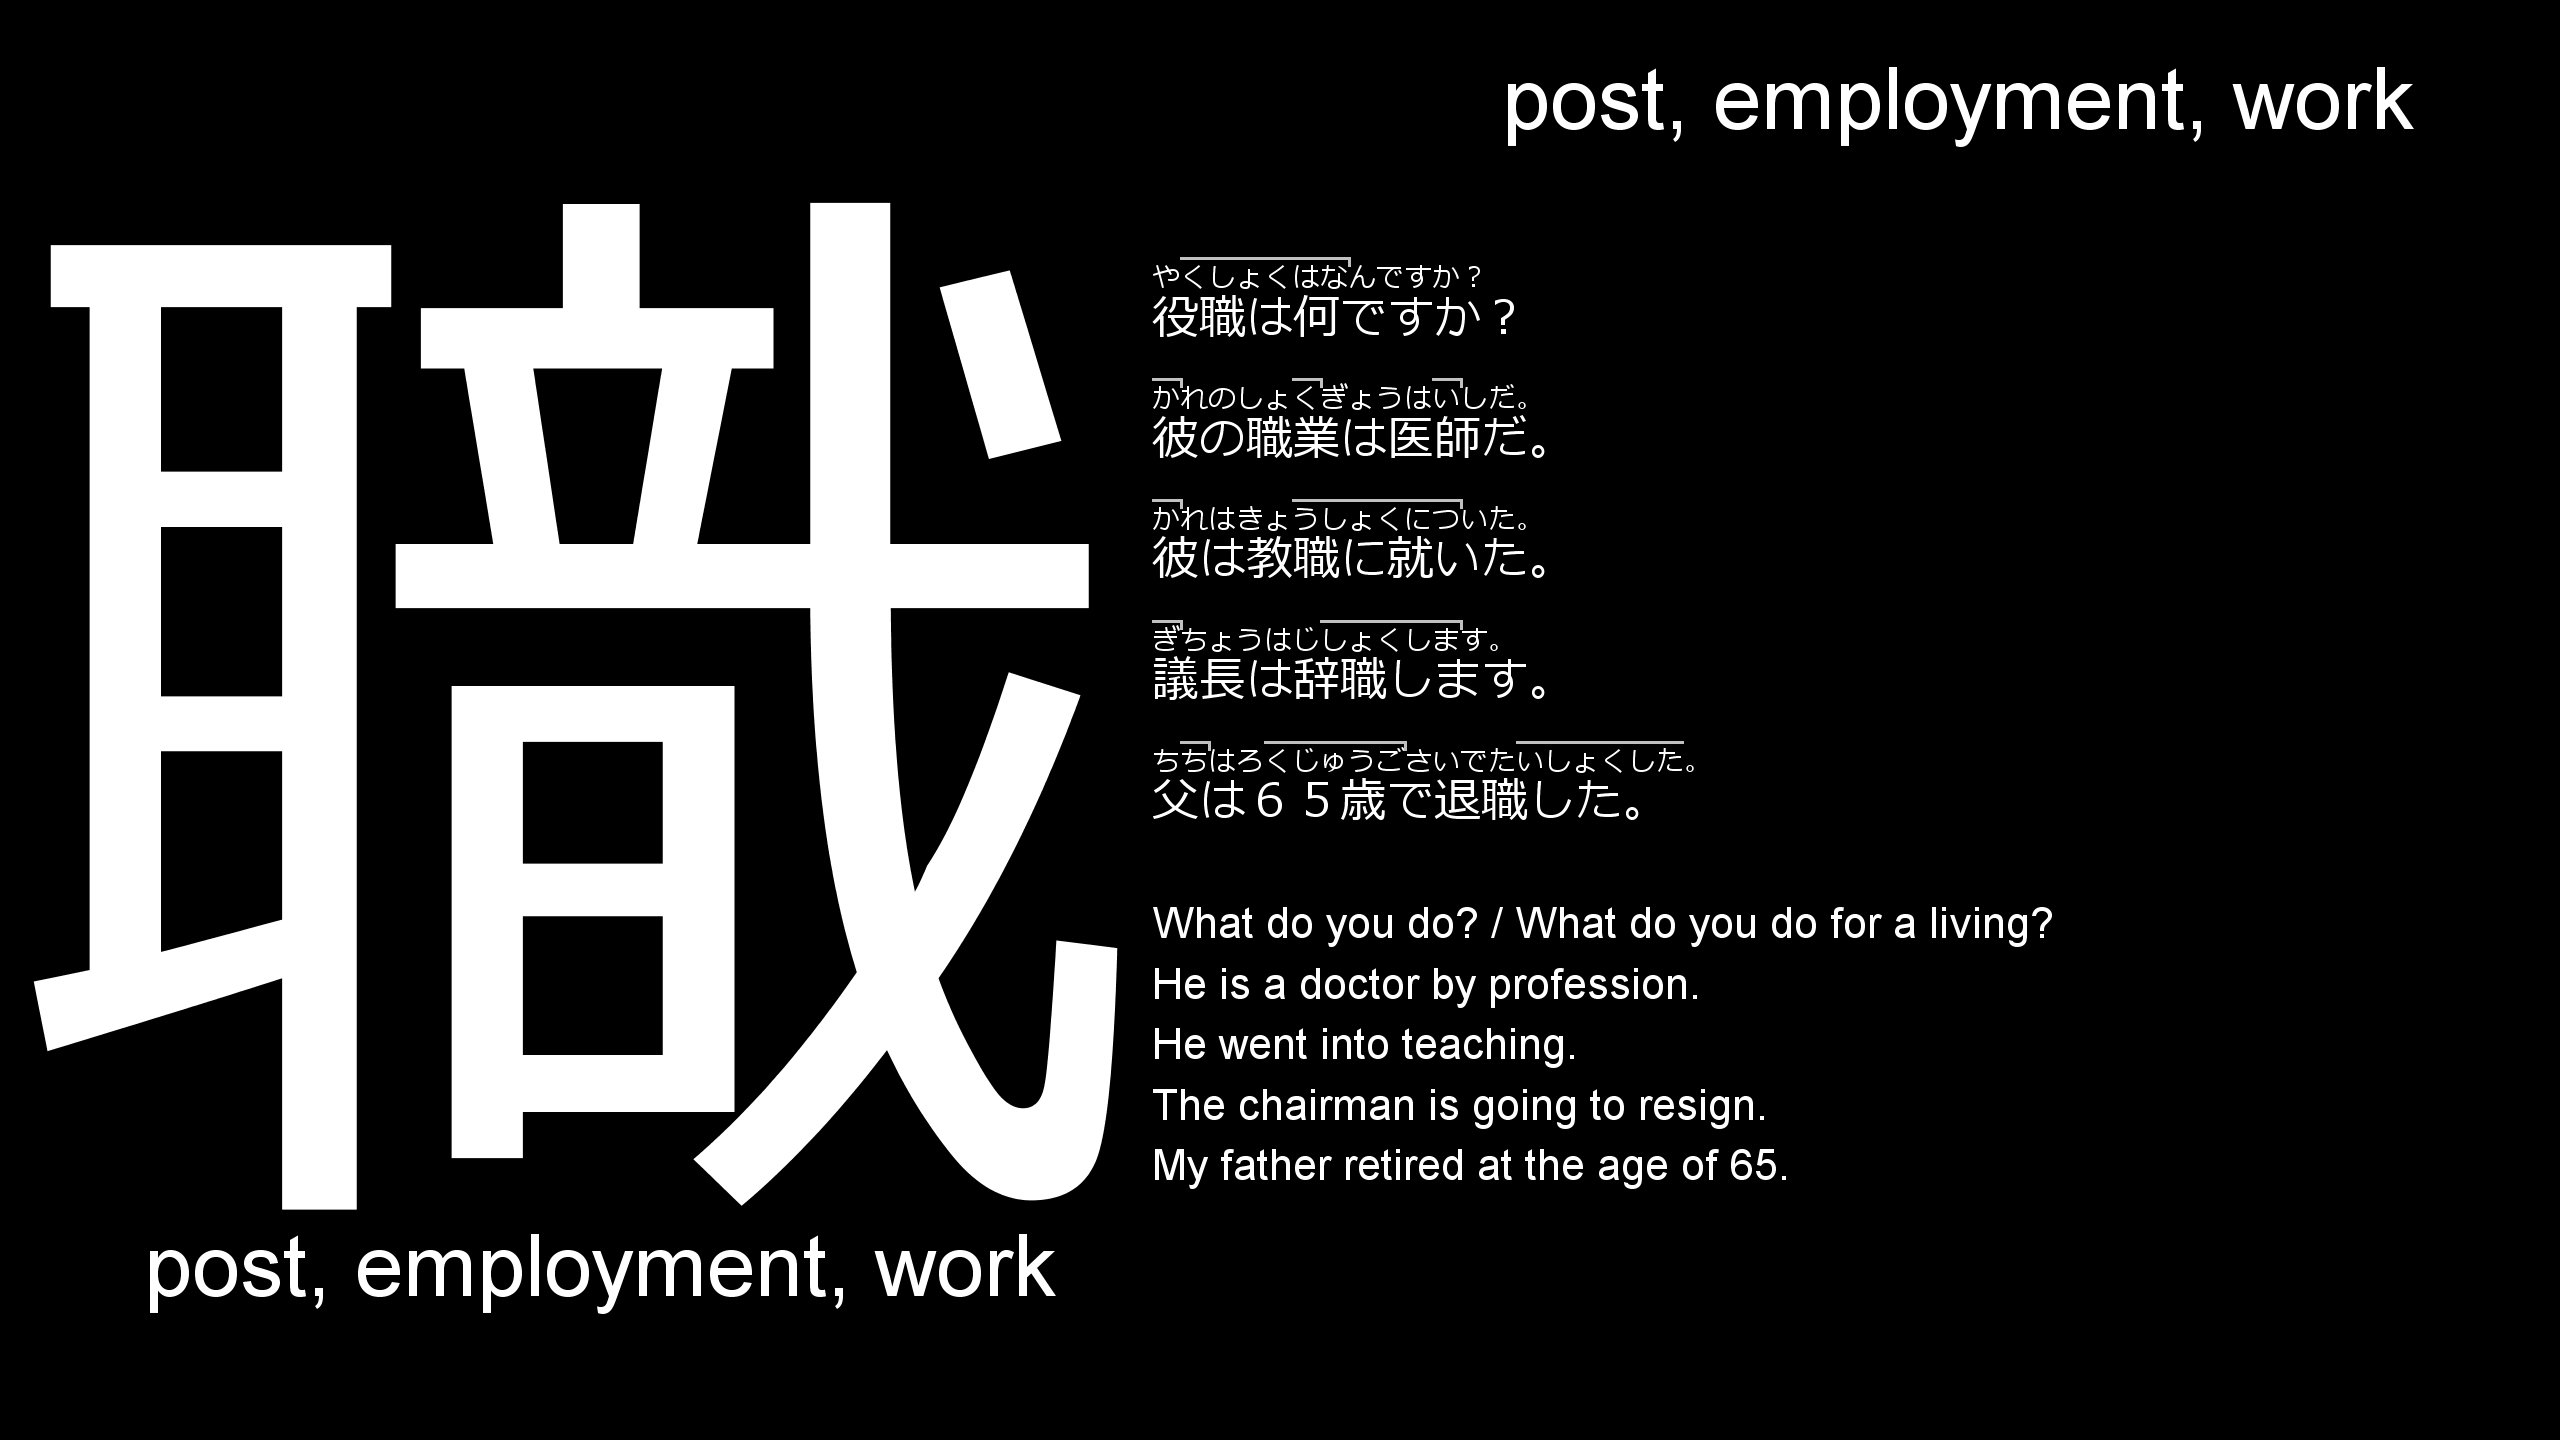 post, employment, work
職
やくしょくはなんですか？
役職は何ですか？
かれのしょくぎょうはいしだ。
彼の職業は医師だ。
かれはきょうしょくについた。
彼は教職に就いた。
ぎちょうはじしょくします。
議長は辞職します。
ちちはろくじゅうごさいでたいしょくした。
父は６５歳で退職した。
What do you do? / What do you do for a living?
He is a doctor by profession.
He went into teaching.
The chairman is going to resign.
My father retired at the age of 65.
post, employment, work